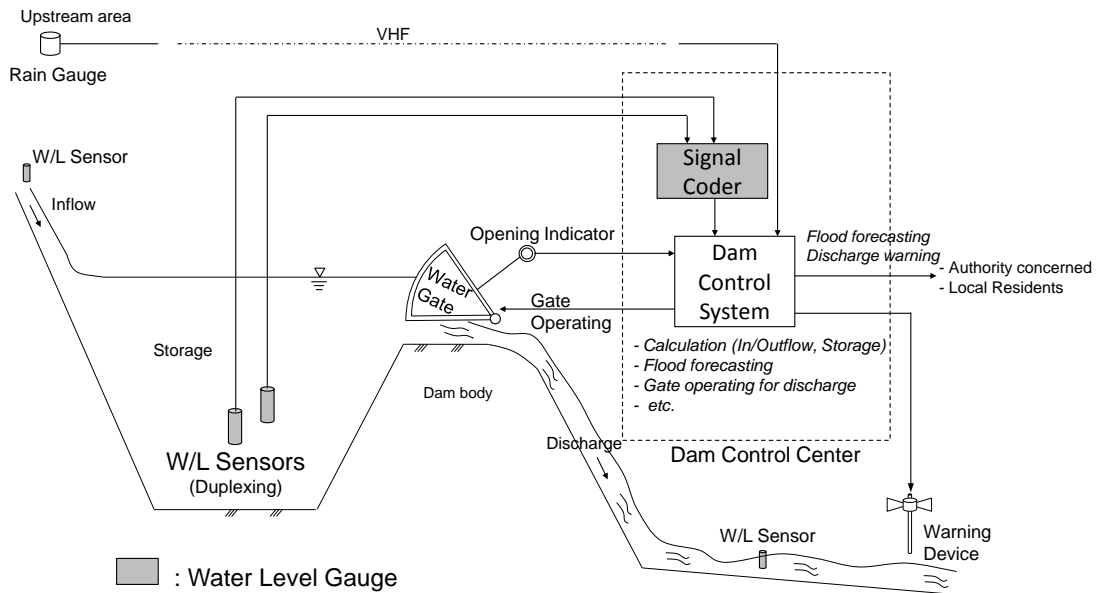 Upstream area
VHF
Rain Gauge
W/L Sensor
Inflow
Signal
Coder
Opening Indicator
Flood forecasting
Discharge warning
Dam
Control
System
- Authority concerned
- Local Residents
Water
Gate
Gate
Operating
Storage
- Calculation (In/Outflow, Storage)
- Flood forecasting
- Gate operating for discharge
- etc.
Dam body
Discharge
Dam Control Center
W/L Sensors
(Duplexing)
W/L Sensor
Warning
Device
: Water Level Gauge